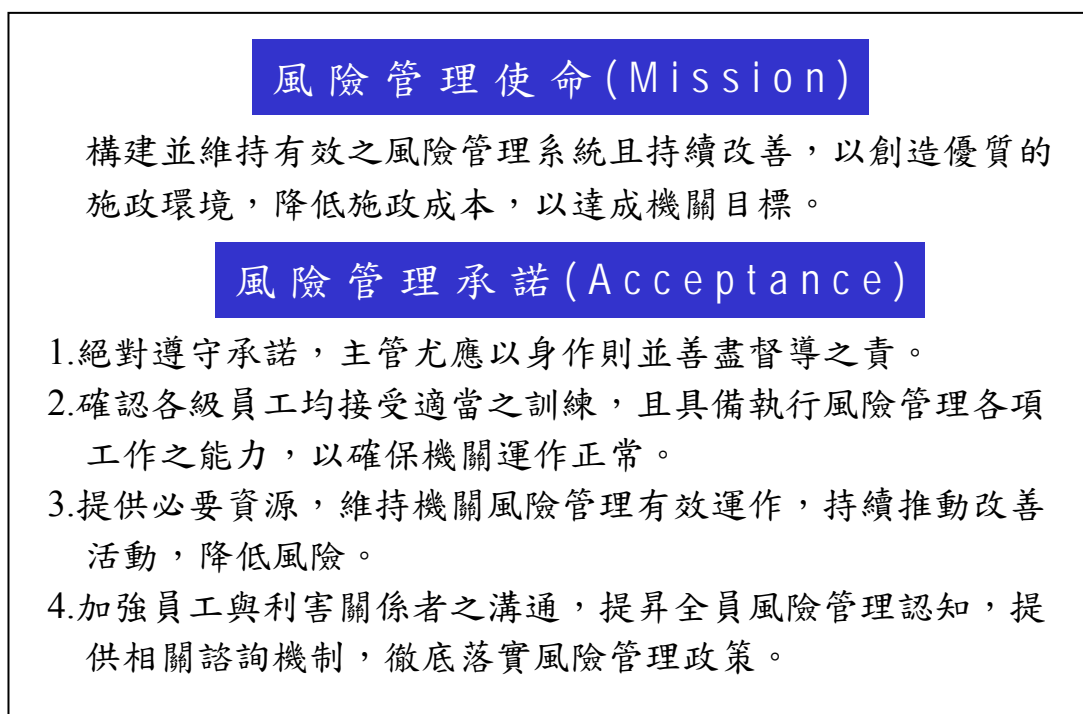 風險管理使命(Mission)
構建並維持有效之風險管理系統且持續改善，以創造優質的
施政環境，降低施政成本，以達成機關目標。
風險管理承諾(Acceptance)
1.絕對遵守承諾，主管尤應以身作則並善盡督導之責。
2.確認各級員工均接受適當之訓練，且具備執行風險管理各項
工作之能力，以確保機關運作正常。
3.提供必要資源，維持機關風險管理有效運作，持續推動改善
活動，降低風險。
4.加強員工與利害關係者之溝通，提昇全員風險管理認知，提
供相關諮詢機制，徹底落實風險管理政策。